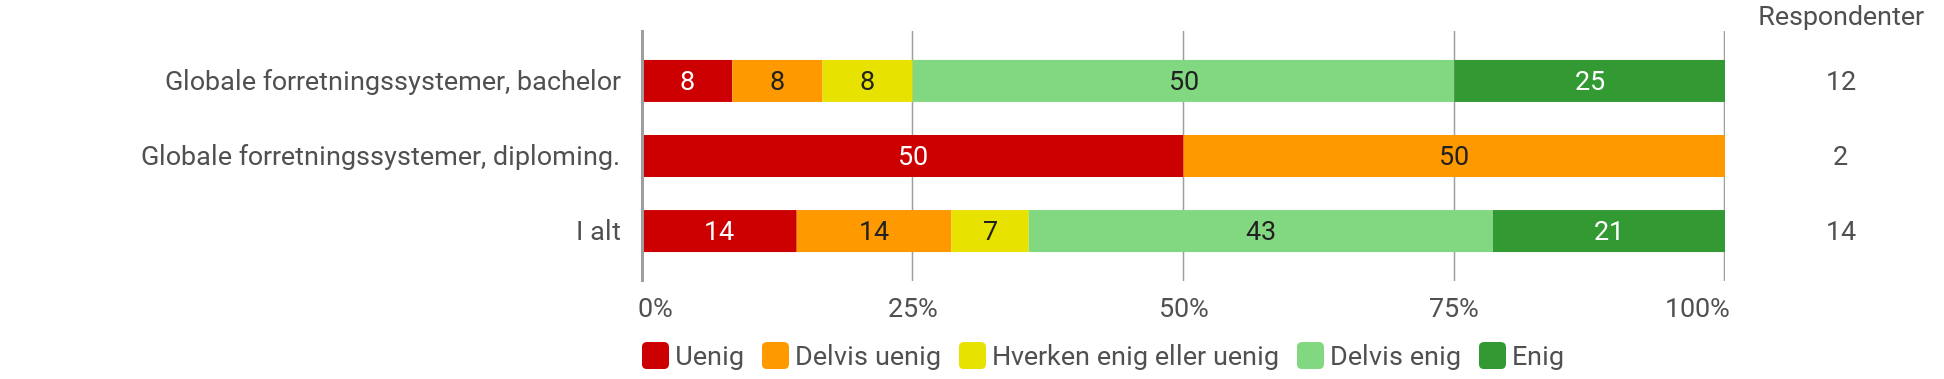 Respondenter
Globale forretningssystemer, bachelor 8 8 8 50 25 12
Globale forretningssystemer, diploming. 50 50 2
I alt 14 14 7 43 21 14
0% 25% 50% 75% 100%
Uenig Delvis uenig Hverken enig eller uenig Delvis enig Enig